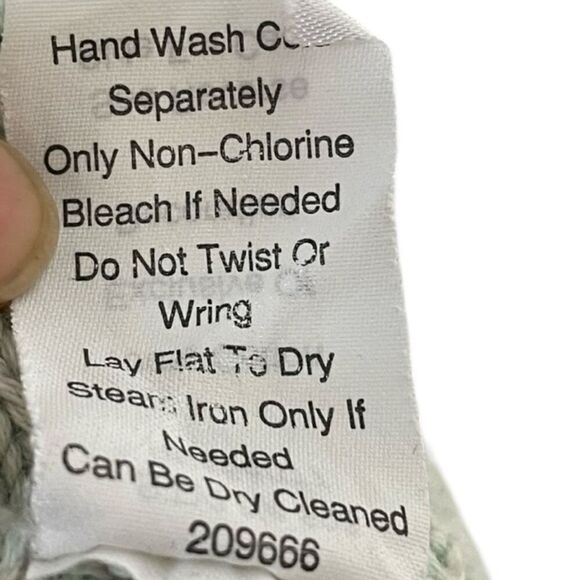 Hand Wash Cold
Separately
Only Non-Chlorine
Bleach If Needed
Do Not Twist Or
Wring
Lay Flat To Dry
Steam Iron Only If
Needed
Can Be Dry Cleaned
209666